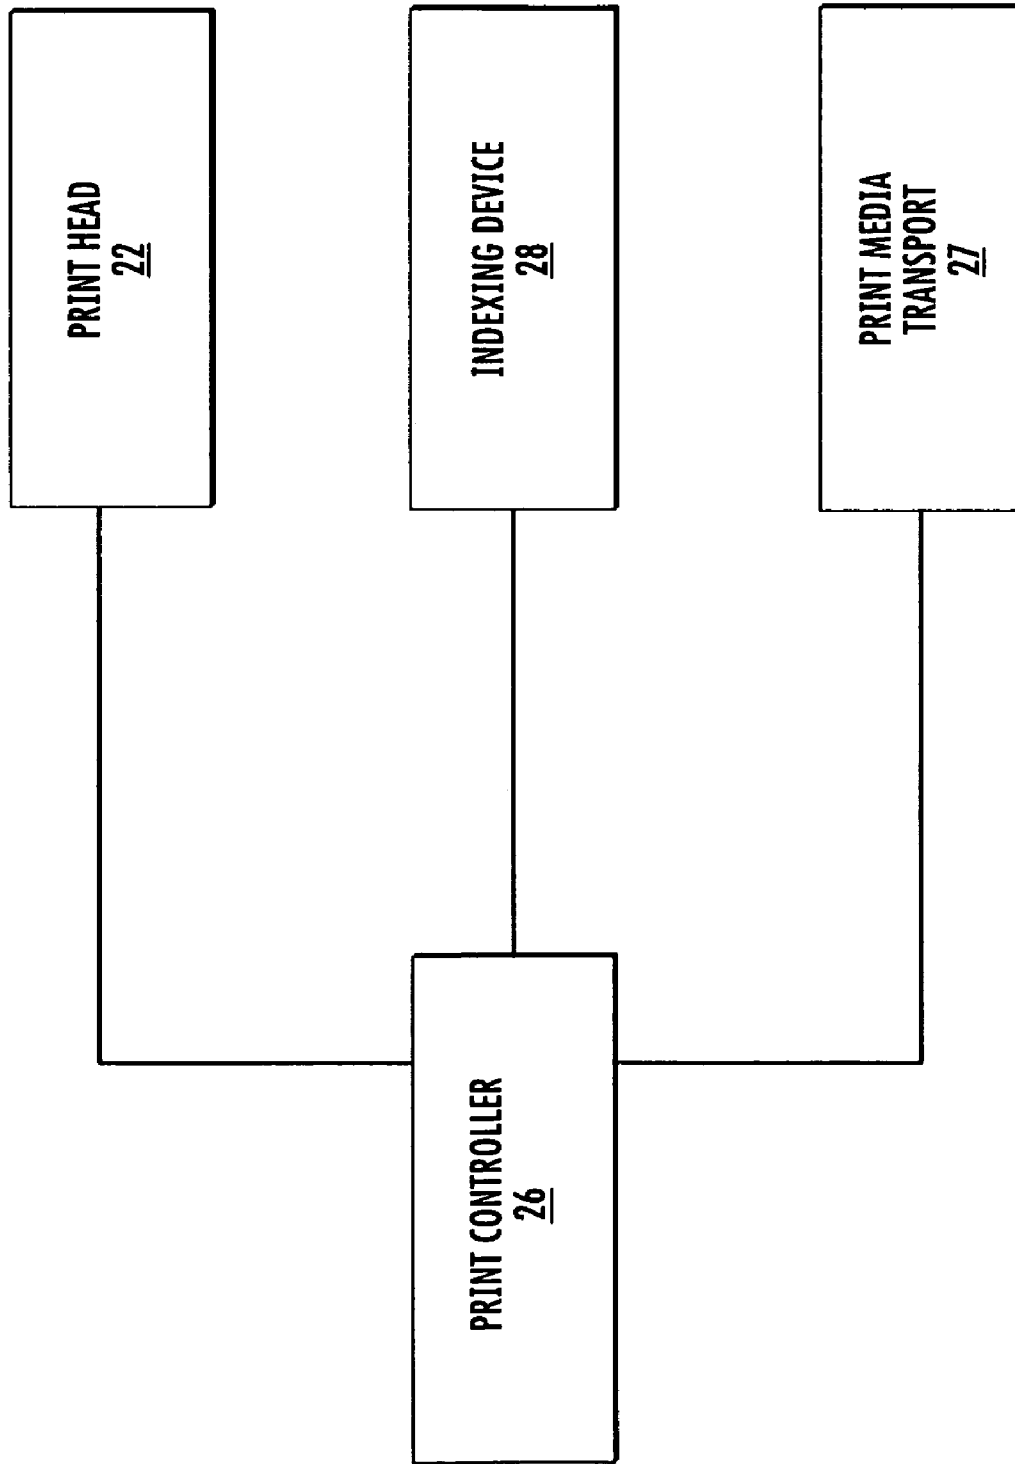 PRINT HEAD
22
INDEXING DEVICE
28
PRINT MEDIA
TRANSPORT
27
PRINT CONTROLLER
26